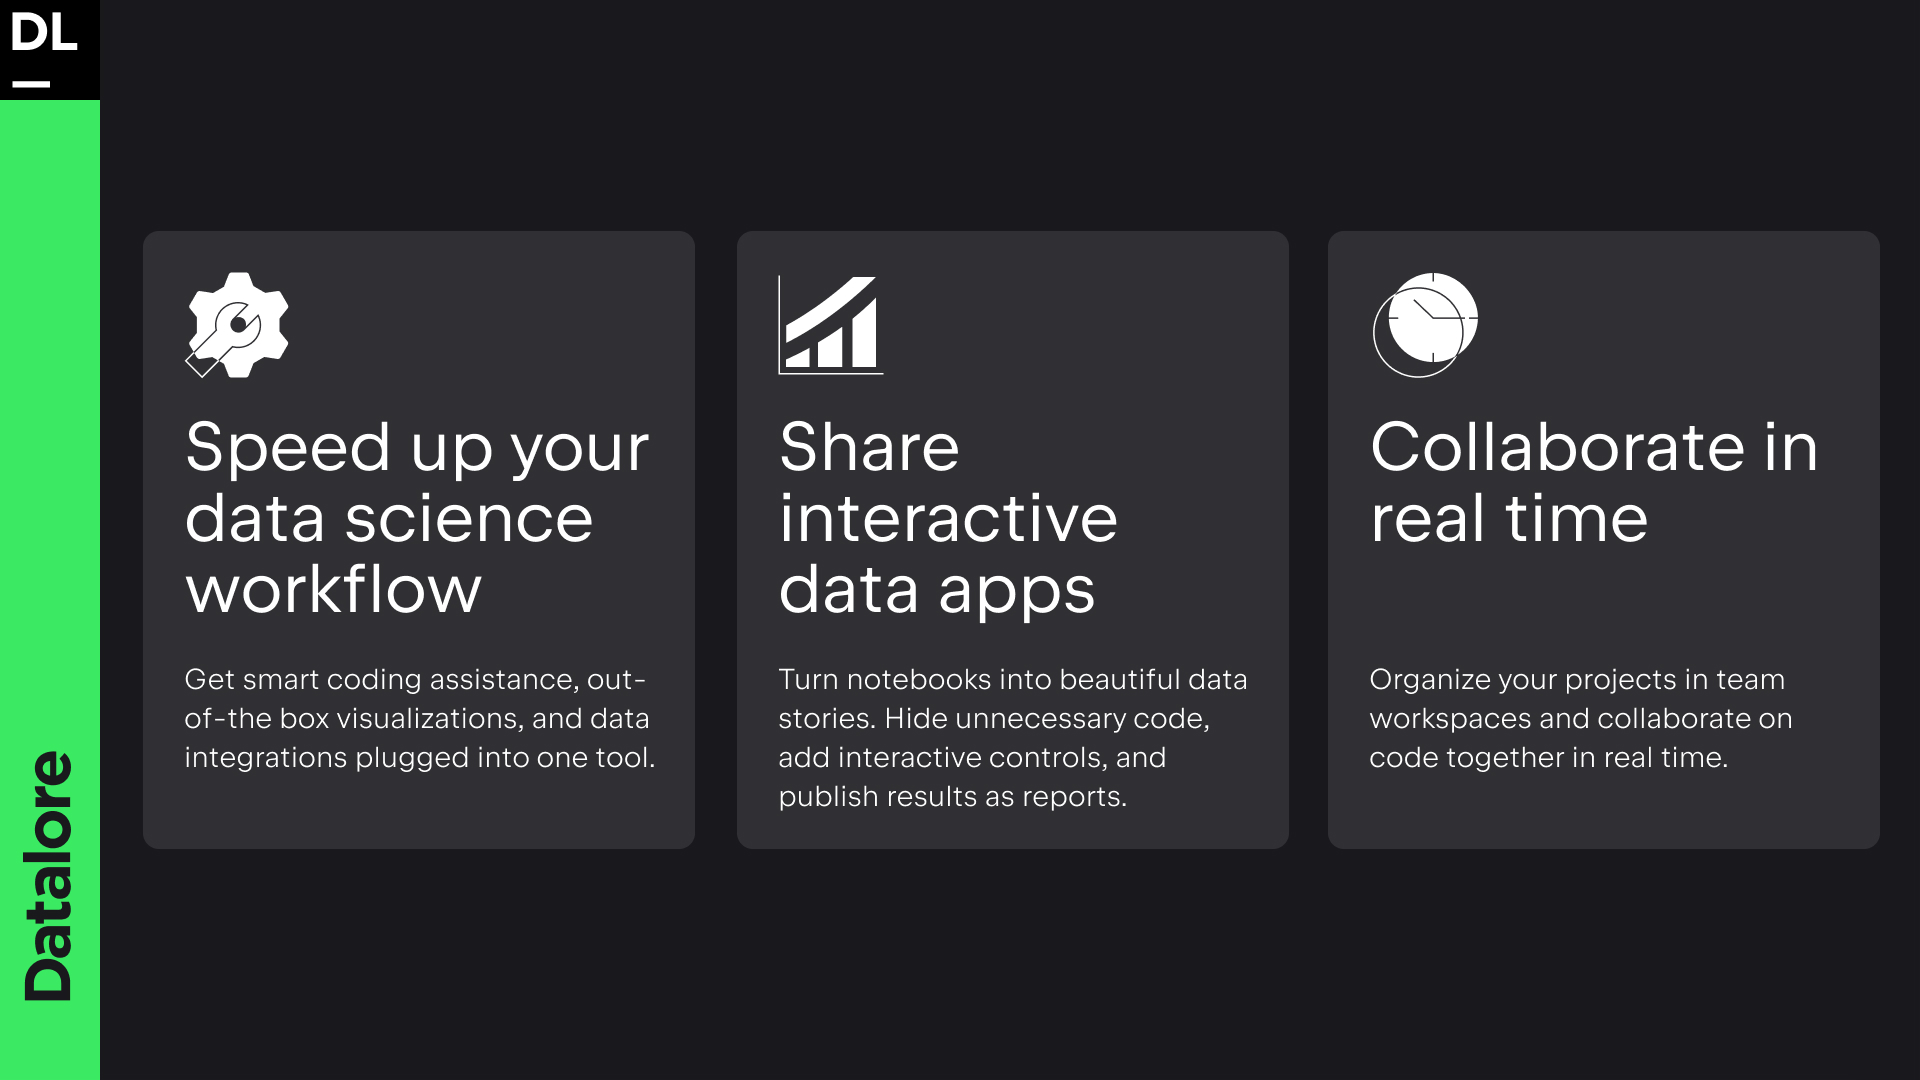 DL
Datalore
Speed up your
data science
workflow
Get smart coding assistance, out-
of-the box visualizations, and data
integrations plugged into one tool.
Share
interactive
data apps
Turn notebooks into beautiful data
stories. Hide unnecessary code,
add interactive controls, and
publish results as reports.
Collaborate in
real time
Organize your projects in team
workspaces and collaborate on
code together in real time.